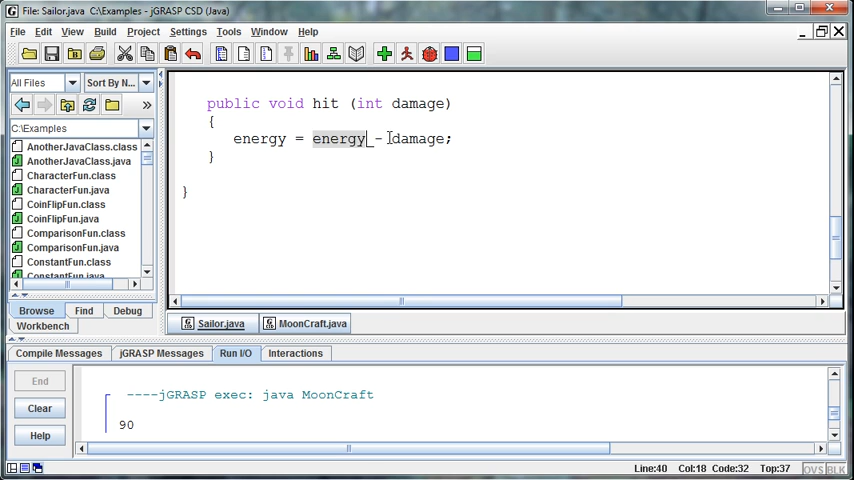 File: Sailor.java C:\Examples - jGRASP CSD (Java)
File Edit View Build Project Settings Tools Window Help
All Files Sort By N...
C:\Examples
AnotherJavaClass.class
AnotherJavaClass.java
CharacterFun.class
CharacterFun.java
CoinFlipFun.class
CoinFlipFun.java
ComparisonFun.class
ComparisonFun.java
ConstantFun.class
ConstantFun.java
Browse Find Debug
Workbench
public void hit (int damage)
{
energy = energy - damage;
}
}
Sailor.java MoonCraft.java
Compile Messages jGRASP Messages Run I/O Interactions
End
Clear
Help
----jGRASP exec: java MoonCraft
90
Line:40 Col:18 Code:32 Top:37 OVS BLK